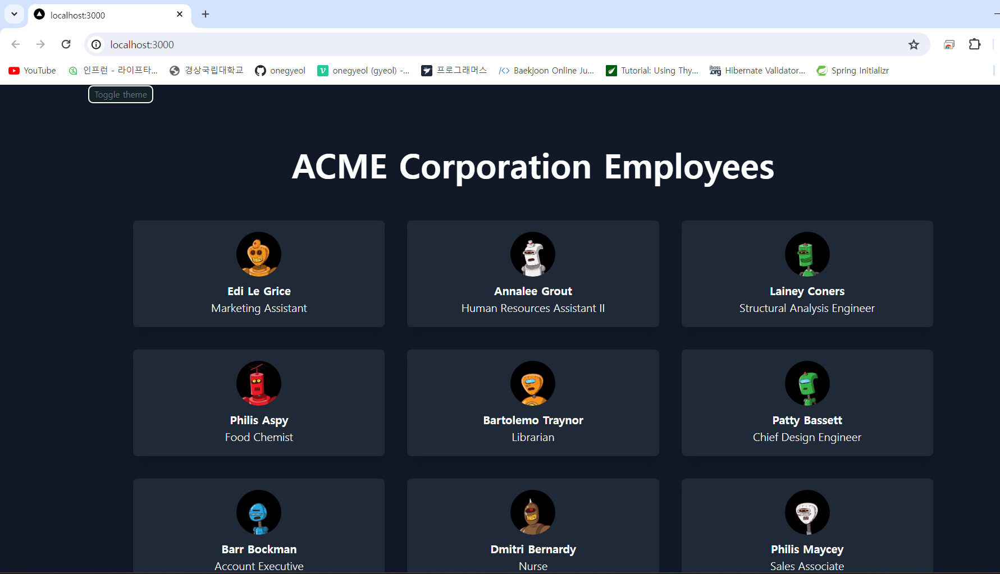 localhost:3000
localhost:3000
YouTube 인프런 - 라이프타... 경상국립대학교 onegyeol onegyeol (gyeol) -... 프로그래머스 Baekjoon Online Ju... Tutorial: Using Thy... Hibernate Validator... Spring Initializr
Toggle theme
ACME Corporation Employees
Edi Le Grice
Marketing Assistant
Annalee Grout
Human Resources Assistant II
Lainey Coners
Structural Analysis Engineer
Philis Aspy
Food Chemist
Bartolemo Traynor
Librarian
Patty Bassett
Chief Design Engineer
Barr Bockman
Account Executive
Dmitri Bernardy
Nurse
Philis Maycey
Sales Associate